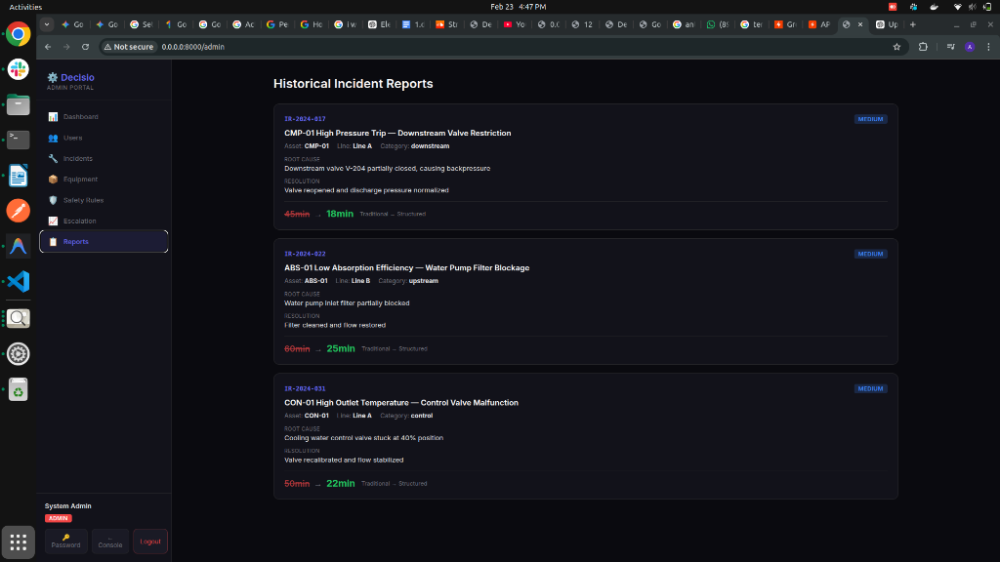 Activities
Feb 23 4:47 PM
Go
Go
Sel
Go
Go
Ac
Pe
Ho
i w
Ele
1.c
Str
De
Yo
0.0
12
De
Go
ani
(8
ter
Gr
AF
Up
Not secure 0.0.0.0:8000/admin
A
Decisio
ADMIN PORTAL
Dashboard
Users
Incidents
Equipment
Safety Rules
Escalation
Reports
System Admin
ADMIN
Password
Console
Logout
Historical Incident Reports
IR-2024-017
MEDIUM
CMP-01 High Pressure Trip — Downstream Valve Restriction
Asset: CMP-01 Line: Line A Category: downstream
ROOT CAUSE
Downstream valve V-204 partially closed, causing backpressure
RESOLUTION
Valve reopened and discharge pressure normalized
45min → 18min Traditional → Structured
IR-2024-022
MEDIUM
ABS-01 Low Absorption Efficiency — Water Pump Filter Blockage
Asset: ABS-01 Line: Line B Category: upstream
ROOT CAUSE
Water pump inlet filter partially blocked
RESOLUTION
Filter cleaned and flow restored
60min → 25min Traditional → Structured
IR-2024-031
MEDIUM
CON-01 High Outlet Temperature — Control Valve Malfunction
Asset: CON-01 Line: Line A Category: control
ROOT CAUSE
Cooling water control valve stuck at 40% position
RESOLUTION
Valve recalibrated and flow stabilized
50min → 22min Traditional → Structured